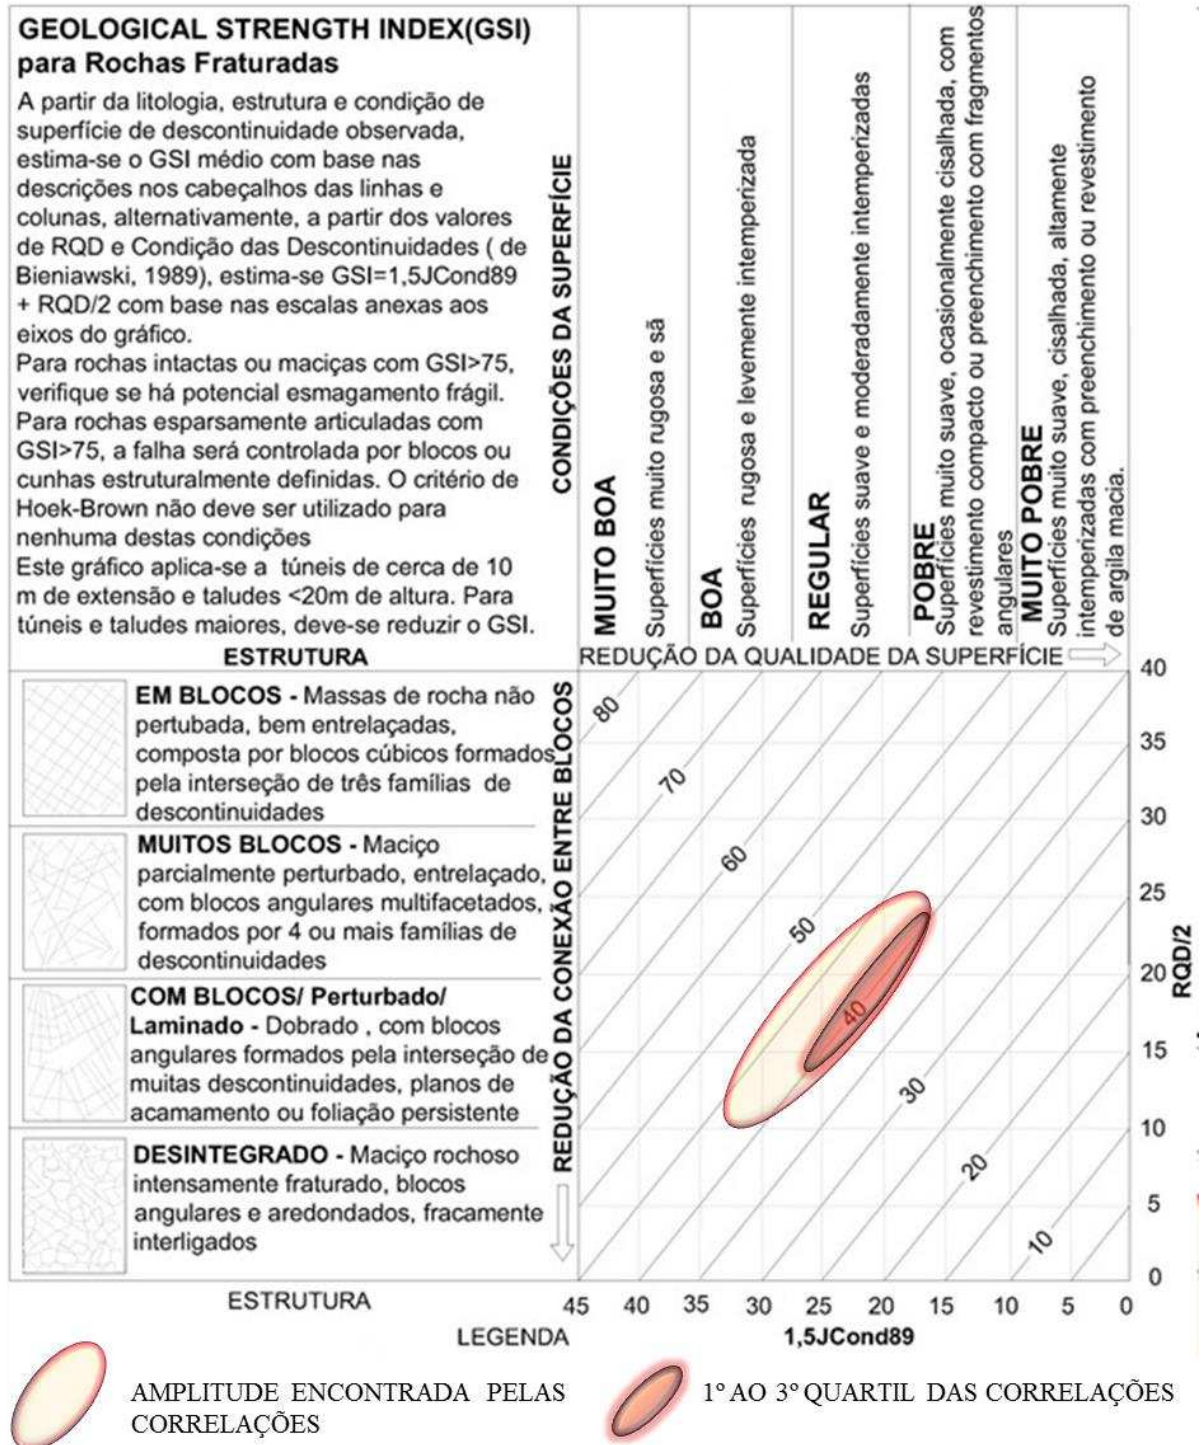 GEOLOGICAL STRENGTH INDEX(GSI)
para Rochas Fraturadas
A partir da litologia, estrutura e condição de
superfície de descontinuidade observada,
estima-se o GSI médio com base nas
descrições nos cabeçalhos das linhas e
colunas, alternativamente, a partir dos valores
de RQD e Condição das Descontinuidades ( de
Bieniawski, 1989), estima-se GSI=1,5JCond89
+ RQD/2 com base nas escalas anexas aos
eixos do gráfico.
Para rochas intactas ou maciças com GSI>75,
verifique se há potencial esmagamento frágil.
Para rochas esparsamente articuladas com
GSI>75, a falha será controlada por blocos ou
cunhas estruturalmente definidas. O critério de
Hoek-Brown não deve ser utilizado para
nenhuma destas condições
Este gráfico aplica-se a túneis de cerca de 10
m de extensão e taludes <20m de altura. Para
túneis e taludes maiores, deve-se reduzir o GSI.
CONDIÇÕES DA SUPERFÍCIE
MUITO BOA
Superfícies muito rugosa e sã
BOA
Superfícies rugosa e levemente intemperizada
REGULAR
Superfícies suave e moderadamente intemperizadas
POBRE
Superfícies muito suave, ocasionalmente cisalhada, com
revestimento compacto ou preenchimento com fragmentos
angulares
MUITO POBRE
Superfícies muito suave, cisalhada, altamente
intemperizadas com preenchimento ou revestimento
de argila macia.
ESTRUTURA
REDUÇÃO DA QUALIDADE DA SUPERFÍCIE
EM BLOCOS - Massas de rocha não
pertubada, bem entrelaçadas,
composta por blocos cúbicos formados
pela interseção de três famílias de
descontinuidades
MUITOS BLOCOS - Maciço
parcialmente perturbado, entrelaçado,
com blocos angulares multifacetados,
formados por 4 ou mais famílias de
descontinuidades
COM BLOCOS/ Perturbado/
Laminado - Dobrado , com blocos
angulares formados pela interseção de
muitas descontinuidades, planos de
acamamento ou foliação persistente
DESINTEGRADO - Maciço rochoso
intensamente fraturado, blocos
angulares e aredondados, fracamente
interligados
REDUÇÃO DA CONEXÃO ENTRE BLOCOS
80
70
60
50
40
30
20
10
40
35
30
25
20
15
10
5
0
RQD/2
ESTRUTURA
45 40 35 30 25 20 15 10 5 0
LEGENDA
1,5JCond89
AMPLITUDE ENCONTRADA PELAS
CORRELAÇÕES
1º AO 3º QUARTIL DAS CORRELAÇÕES